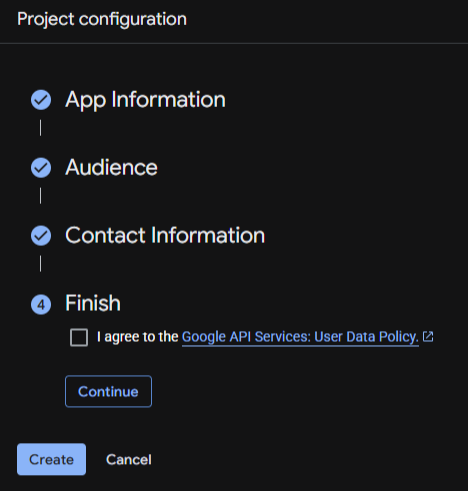 Project configuration
App Information
Audience
Contact Information
4 Finish
I agree to the Google API Services: User Data Policy.
Continue
Create Cancel